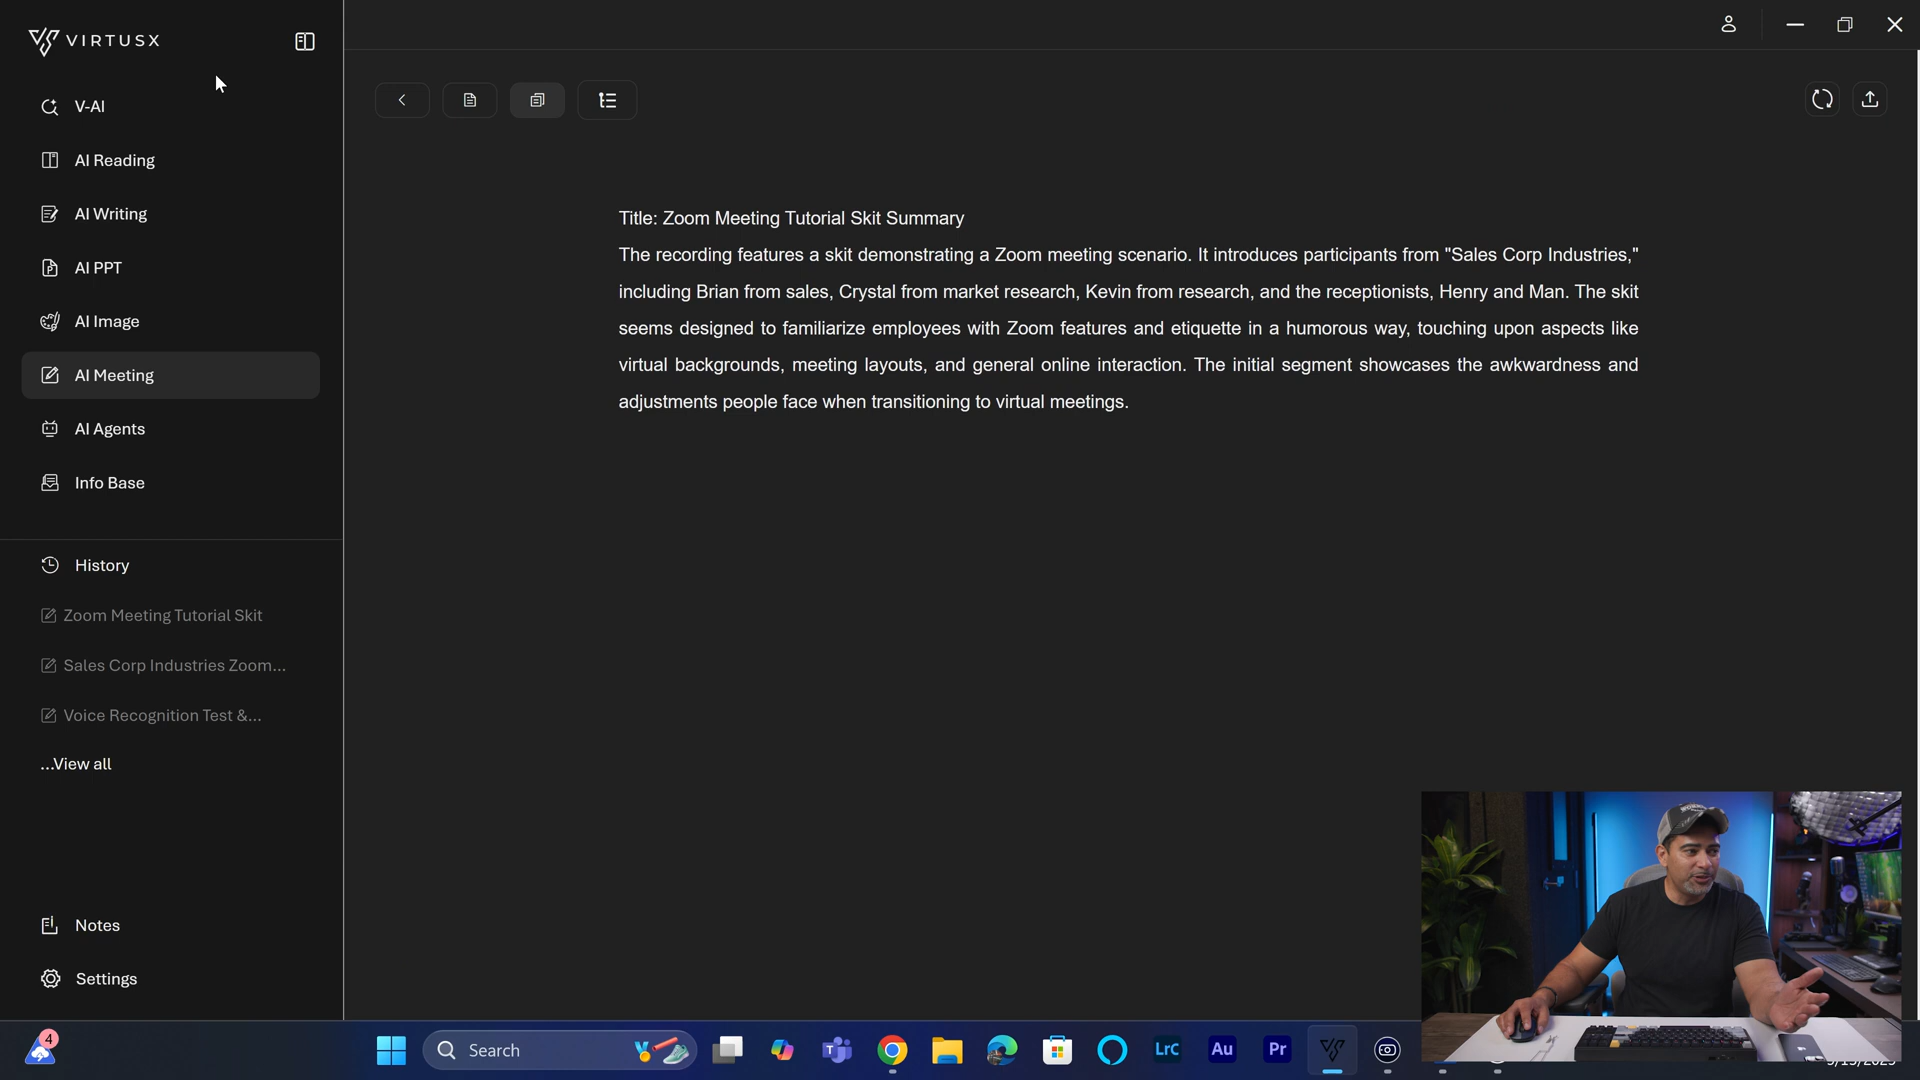 VIRTUSX
V-AI
AI Reading
AI Writing
AI PPT
AI Image
AI Meeting
AI Agents
Info Base
History
Zoom Meeting Tutorial Skit
Sales Corp Industries Zoom...
Voice Recognition Test &...
...View all
Notes
Settings
Title: Zoom Meeting Tutorial Skit Summary
The recording features a skit demonstrating a Zoom meeting scenario. It introduces participants from "Sales Corp Industries,"
including Brian from sales, Crystal from market research, Kevin from research, and the receptionists, Henry and Man. The skit
seems designed to familiarize employees with Zoom features and etiquette in a humorous way, touching upon aspects like
virtual backgrounds, meeting layouts, and general online interaction. The initial segment showcases the awkwardness and
adjustments people face when transitioning to virtual meetings.
4
Search
T
LrC
Au
Pr